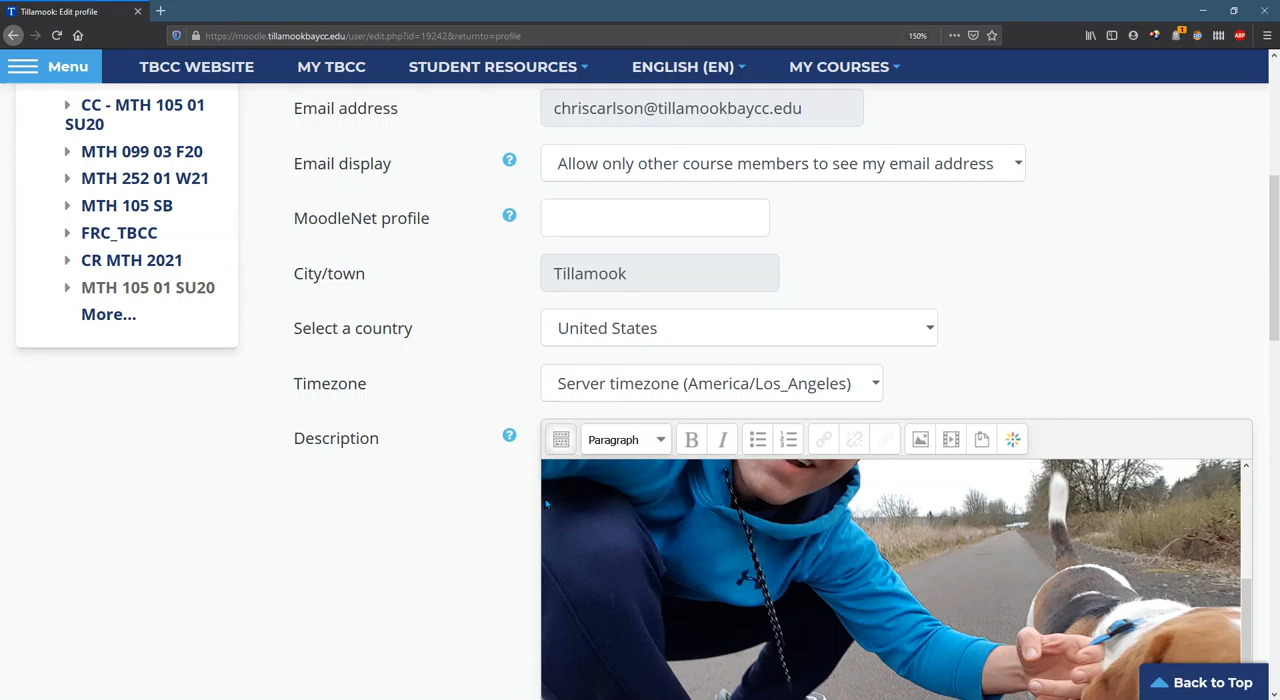 Tillamook: Edit profile
https://moodle.tillamookbaycc.edu/user/edit.php?id=19242&returnto=profile
150%
ABP
Menu
TBCC WEBSITE
MY TBCC
STUDENT RESOURCES
ENGLISH (EN)
MY COURSES
CC - MTH 105 01
SU20
MTH 099 03 F20
MTH 252 01 W21
MTH 105 SB
FRC_TBCC
CR MTH 2021
MTH 105 01 SU20
More...
Email address
chriscarlson@tillamookbaycc.edu
Email display
Allow only other course members to see my email address
MoodleNet profile
City/town
Tillamook
Select a country
United States
Timezone
Server timezone (America/Los_Angeles)
Description
Paragraph
B
I
Back to Top